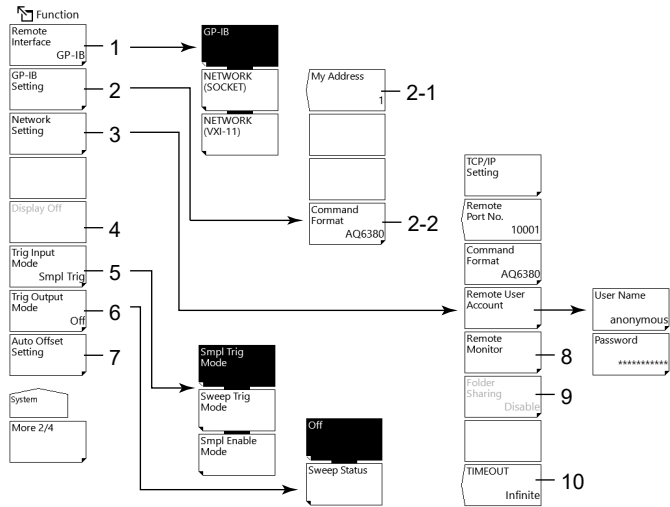 Function
Remote
Interface
GP-IB
1
GP-IB
Setting
2
Network
Setting
3
Display Off
4
Trig Input
Mode
Smpl Trig
5
Trig Output
Mode
Off
6
Auto Offset
Setting
7
System
More 2/4
GP-IB
NETWORK
(SOCKET)
NETWORK
(VXI-11)
My Address
1
2-1
Command
Format
AQ6380
2-2
Smpl Trig
Mode
Sweep Trig
Mode
Smpl Enable
Mode
Off
Sweep Status
TCP/IP
Setting
Remote
Port No.
10001
Command
Format
AQ6380
Remote User
Account
Remote
Monitor
8
Folder
Sharing
Disable
9
TIMEOUT
Infinite
10
User Name
anonymous
Password
***********